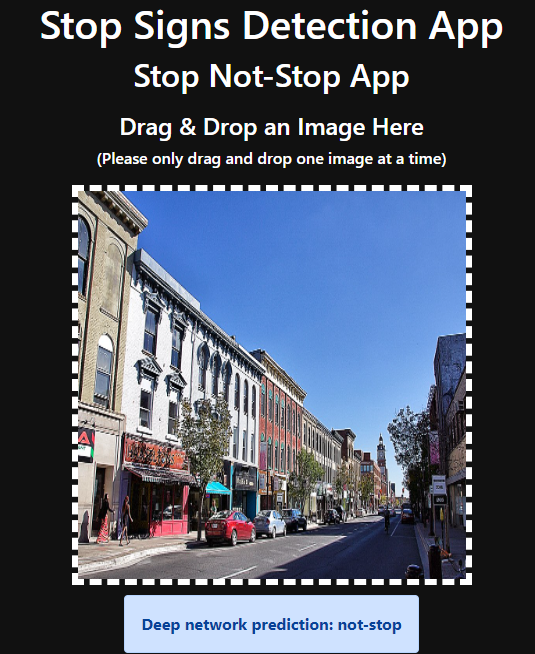 Stop Signs Detection App
Stop Not-Stop App
Drag & Drop an Image Here
(Please only drag and drop one image at a time)
Deep network prediction: not-stop